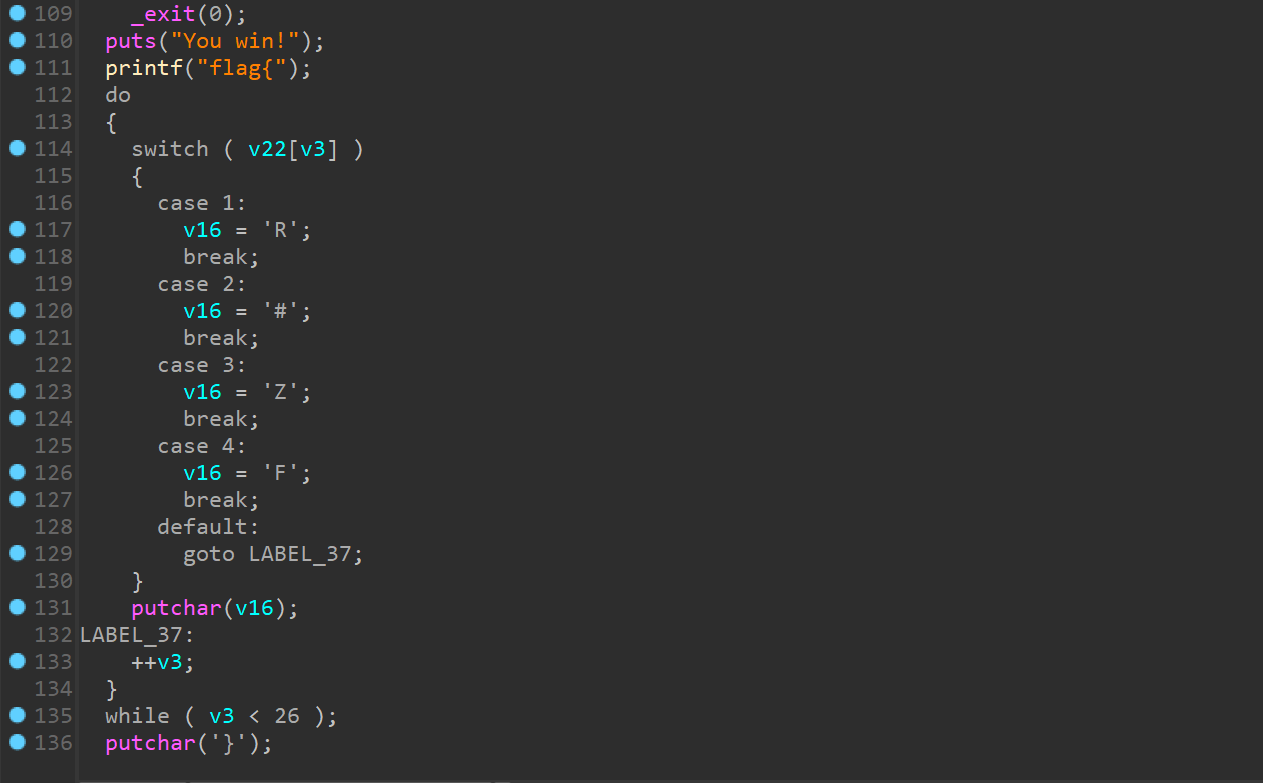 109     _exit(0);
110   puts("You win!");
111   printf("flag{");
112   do
113   {
114     switch ( v22[v3] )
115     {
116       case 1:
117         v16 = 'R';
118         break;
119       case 2:
120         v16 = '#';
121         break;
122       case 3:
123         v16 = 'Z';
124         break;
125       case 4:
126         v16 = 'F';
127         break;
128       default:
129         goto LABEL_37;
130     }
131     putchar(v16);
132 LABEL_37:
133     ++v3;
134   }
135   while ( v3 < 26 );
136   putchar('}');